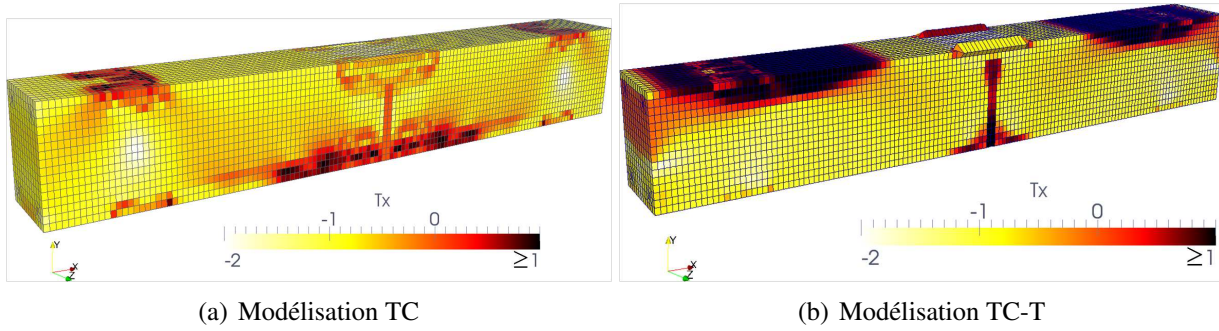 Tx
-1
0
-2
≥1
Y
X
Z
Tx
-1
0
-2
≥1
Y
X
Z
(a) Modélisation TC
(b) Modélisation TC-T